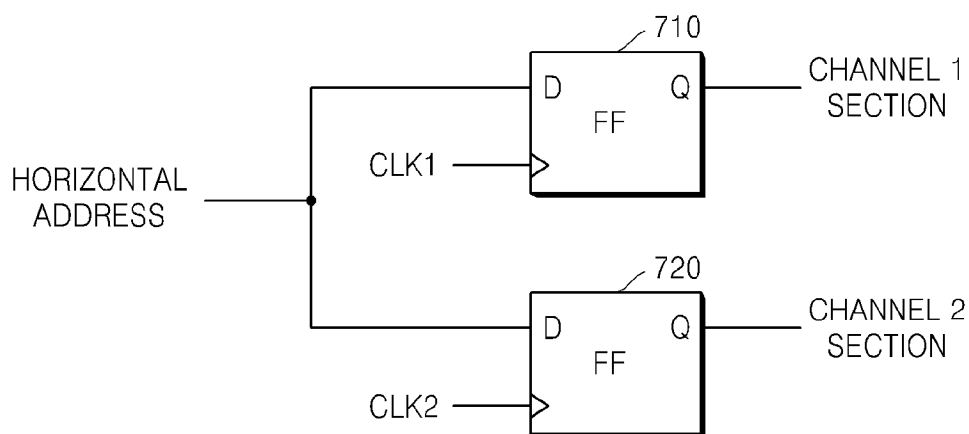 710
D
Q
FF
CHANNEL 1
SECTION
CLK1
HORIZONTAL
ADDRESS
720
D
Q
FF
CHANNEL 2
SECTION
CLK2